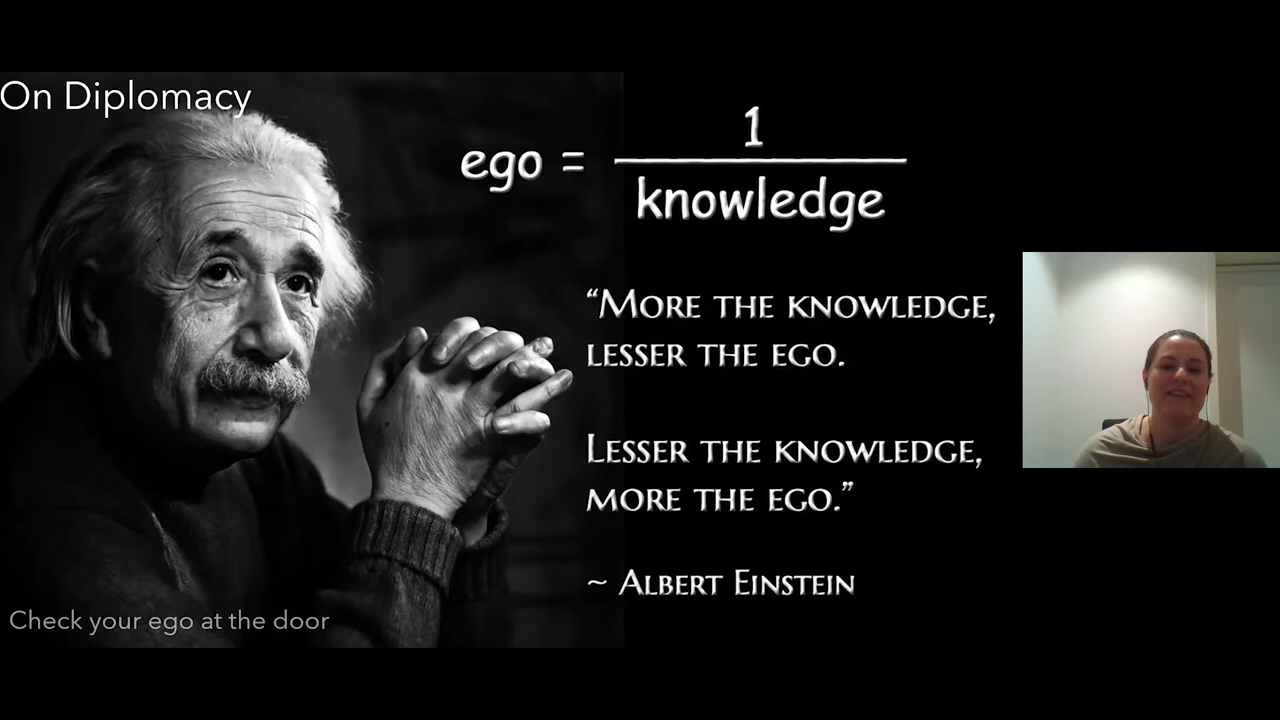 On Diplomacy
ego = 1
knowledge
“More the knowledge,
lesser the ego.
Lesser the knowledge,
more the ego.”
~ Albert Einstein
Check your ego at the door